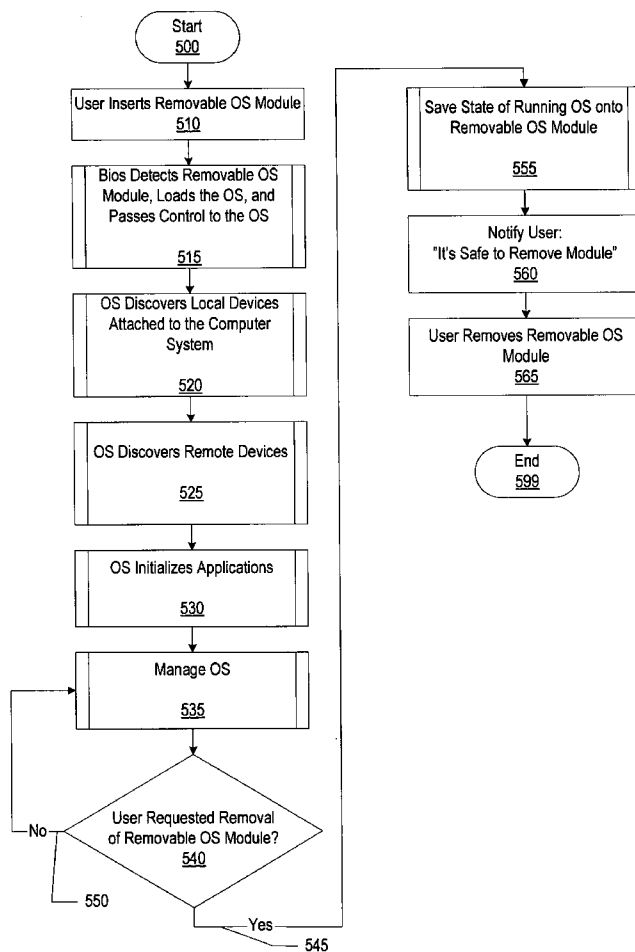 Start
500
User Inserts Removable OS Module
510
Bios Detects Removable OS
Module, Loads the OS, and
Passes Control to the OS
515
OS Discovers Local Devices
Attached to the Computer
System
520
OS Discovers Remote Devices
525
OS Initializes Applications
530
Manage OS
535
User Requested Removal
of Removable OS Module?
540
No
550
Yes
545
Save State of Running OS onto
Removable OS Module
555
Notify User:
"It's Safe to Remove Module"
560
User Removes Removable OS
Module
565
End
599